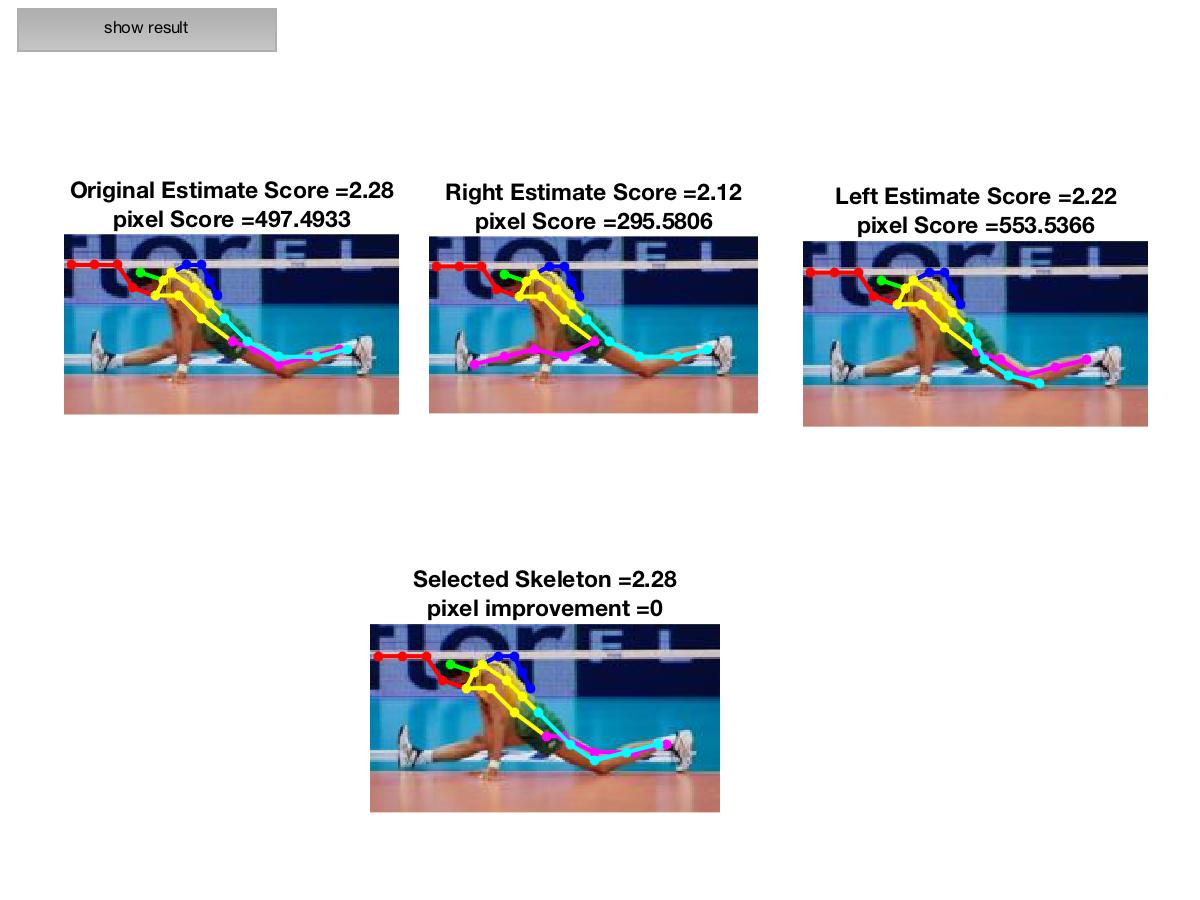 show result
Original Estimate Score =2.28
pixel Score =497.4933
Right Estimate Score =2.12
pixel Score =295.5806
Left Estimate Score =2.22
pixel Score =553.5366
Selected Skeleton =2.28
pixel improvement =0